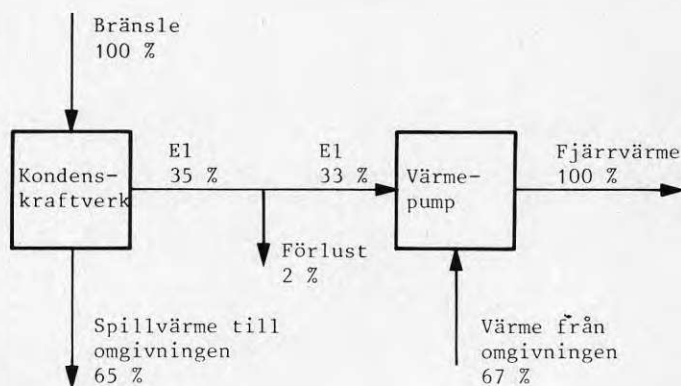 Bränsle
100 %
Kondens-
kraftverk
El
35 %
El
33 %
Värme-
pump
Fjärrvärme
100 %
Förlust
2 %
Spillvärme till
omgivningen
65 %
Värme från
omgivningen
67 %